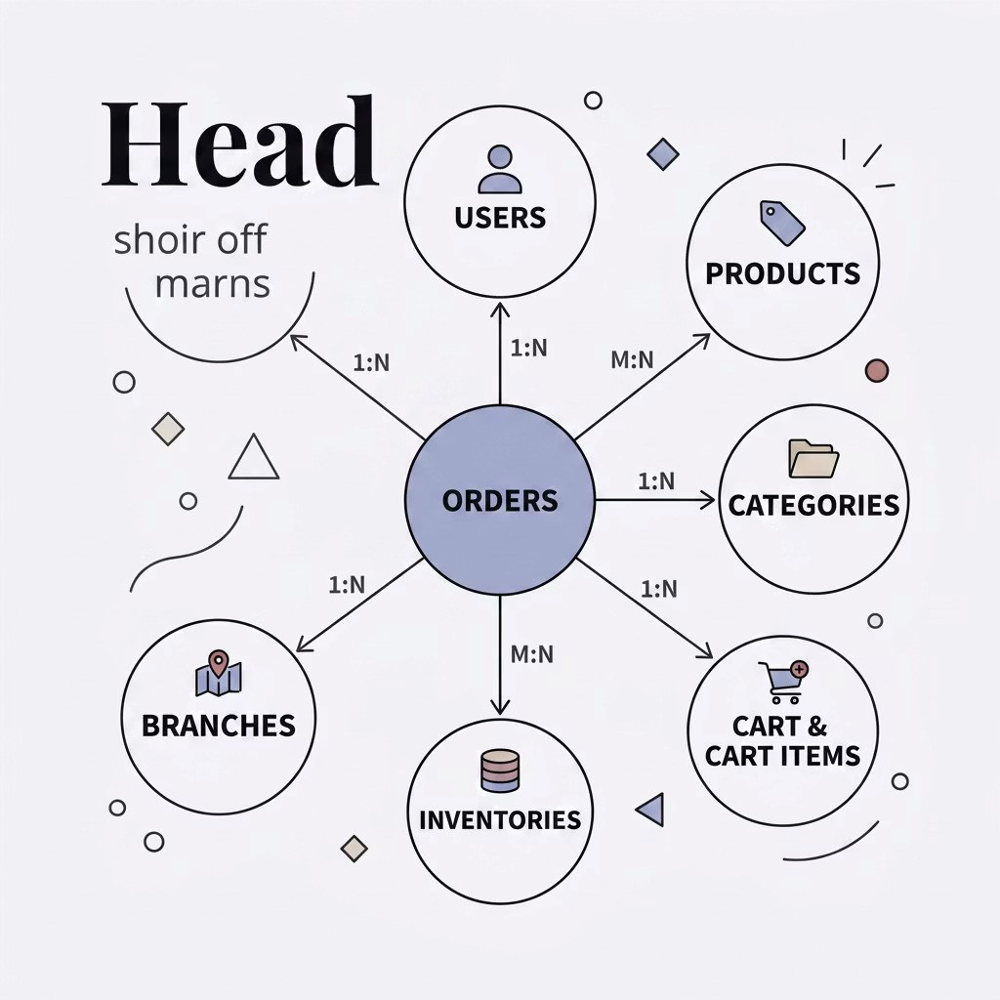 Head
shoir off
marns
USERS
PRODUCTS
1:N
1:N
M:N
ORDERS
1:N
CATEGORIES
1:N
1:N
M:N
BRANCHES
CART &
CART ITEMS
INVENTORIES